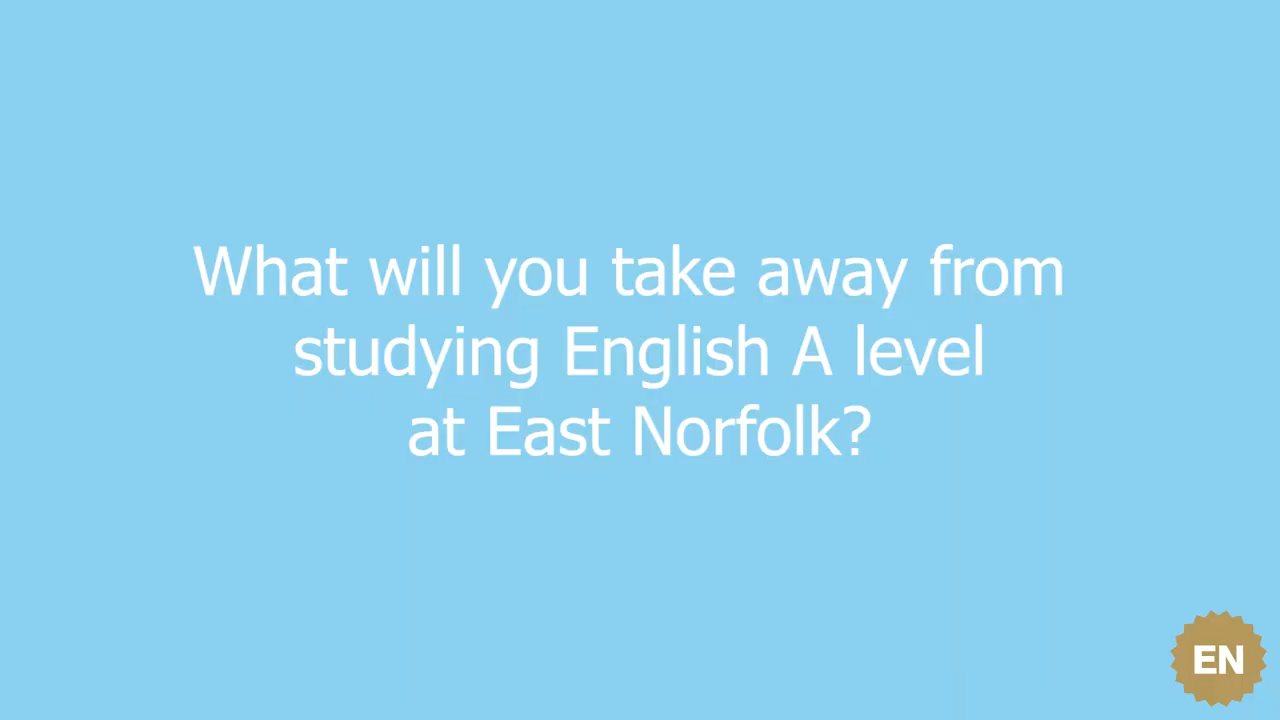 What will you take away from
studying English A level
at East Norfolk?
EN